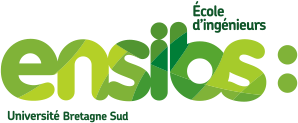 École
d'ingénieurs
ensibs:
Université Bretagne Sud